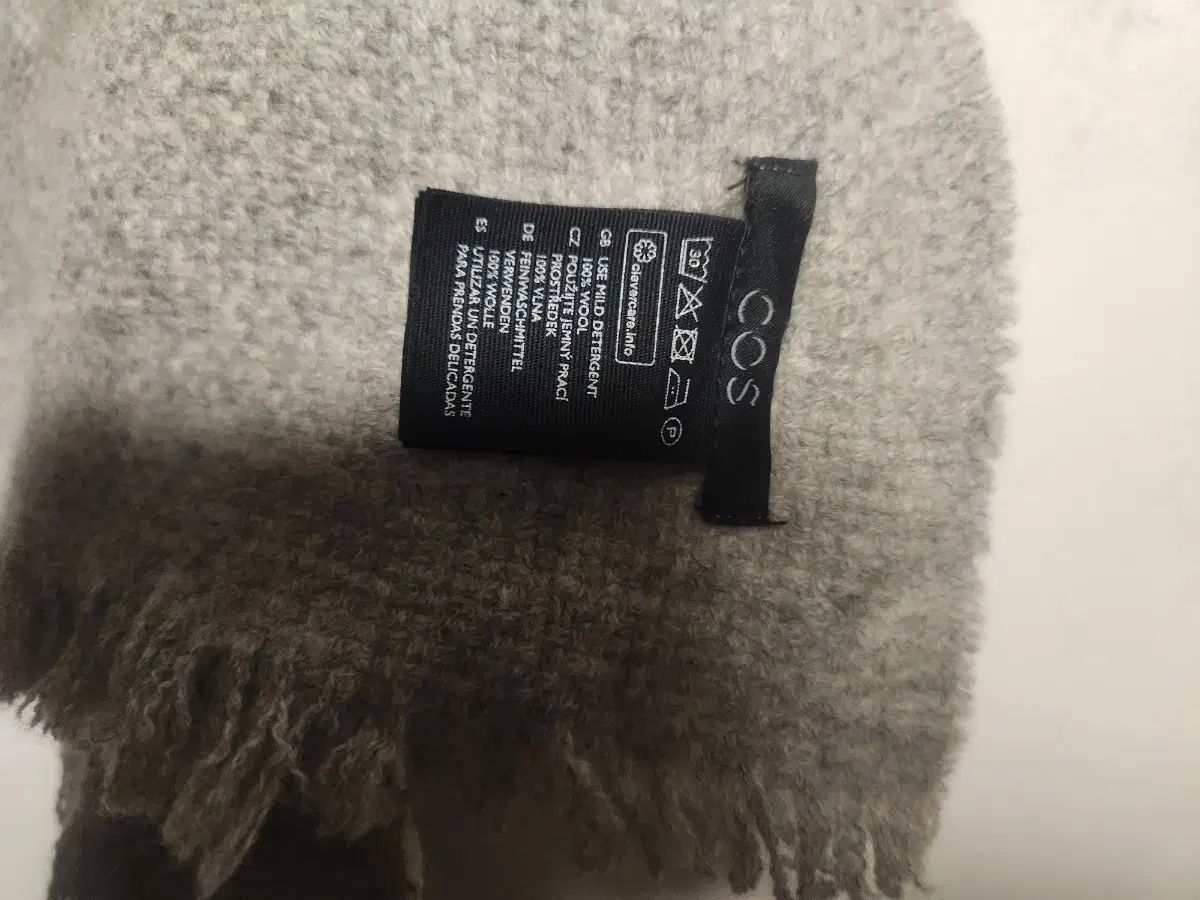 COS
30
P
clevercare.info
GB USE MILD DETERGENT
100% WOOL
CZ POUŽIJTE JEMNÝ PRACÍ
PROSTŘEDEK
100% VLNA
DE FEINWASCHMITTEL
VERWENDEN
100% WOLLE
ES UTILIZAR UN DETERGENTE
PARA PRENDAS DELICADAS